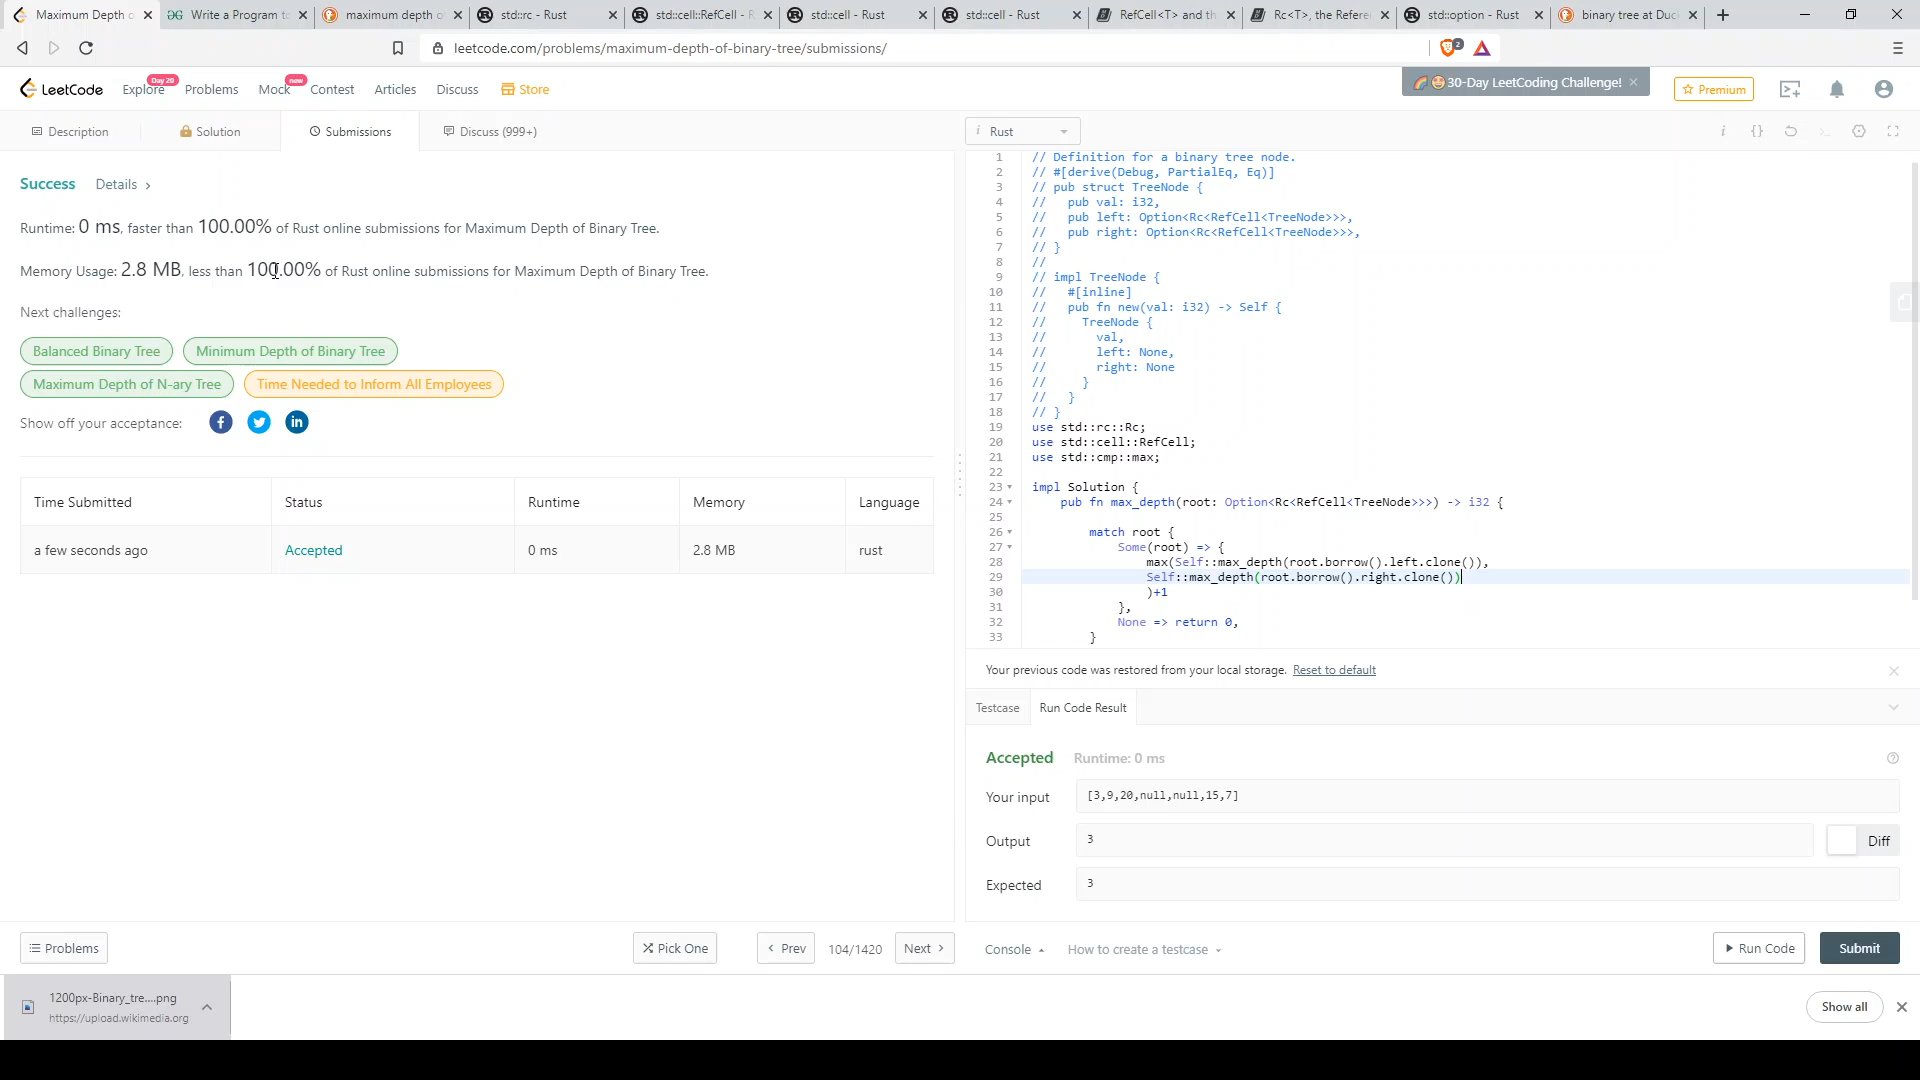 Maximum Depth o
Write a Program to
maximum depth o
std::rc - Rust
std::cell::RefCell - R
std::cell - Rust
std::cell - Rust
RefCell<T> and th
Rc<T>, the Refere
std::option - Rust
binary tree at Duc
leetcode.com/problems/maximum-depth-of-binary-tree/submissions/
2
LeetCode
Explore
Day 20
Problems
Mock
new
Contest
Articles
Discuss
Store
30-Day LeetCoding Challenge!
Premium
Description
Solution
Submissions
Discuss (999+)
Success
Details
Runtime: 0 ms, faster than 100.00% of Rust online submissions for Maximum Depth of Binary Tree.
Memory Usage: 2.8 MB, less than 100.00% of Rust online submissions for Maximum Depth of Binary Tree.
Next challenges:
Balanced Binary Tree
Minimum Depth of Binary Tree
Maximum Depth of N-ary Tree
Time Needed to Inform All Employees
Show off your acceptance:
Time Submitted Status Runtime Memory Language
a few seconds ago Accepted 0 ms 2.8 MB rust
i Rust
1 // Definition for a binary tree node.
2 // #[derive(Debug, PartialEq, Eq)]
3 // pub struct TreeNode {
4 //   pub val: i32,
5 //   pub left: Option<Rc<RefCell<TreeNode>>>,
6 //   pub right: Option<Rc<RefCell<TreeNode>>>,
7 // }
8 //
9 // impl TreeNode {
10 //   #[inline]
11 //   pub fn new(val: i32) -> Self {
12 //     TreeNode {
13 //       val,
14 //       left: None,
15 //       right: None
16 //     }
17 //   }
18 // }
19 use std::rc::Rc;
20 use std::cell::RefCell;
21 use std::cmp::max;
22
23 impl Solution {
24     pub fn max_depth(root: Option<Rc<RefCell<TreeNode>>>) -> i32 {
25
26         match root {
27             Some(root) => {
28                 max(Self::max_depth(root.borrow().left.clone()),
29                 Self::max_depth(root.borrow().right.clone())
30                 )+1
31             },
32             None => return 0,
33         }
Your previous code was restored from your local storage. Reset to default
Testcase
Run Code Result
Accepted
Runtime: 0 ms
Your input
[3,9,20,null,null,15,7]
Output
3
Diff
Expected
3
Problems
Pick One
Prev
104/1420
Next
Console
How to create a testcase
Run Code
Submit
1200px-Binary_tre....png
https://upload.wikimedia.org
Show all